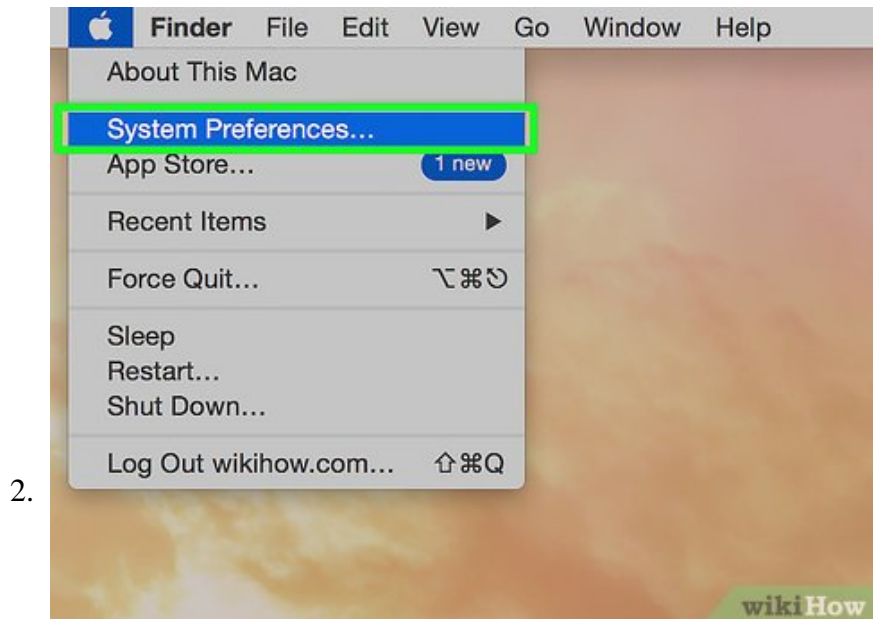 Finder File Edit View Go Window Help
About This Mac
System Preferences...
App Store... 1 new
Recent Items ▶
Force Quit... ⌥⌘⎋
Sleep
Restart...
Shut Down...
Log Out wikihow.com... ⇧⌘Q
2.
wikiHow